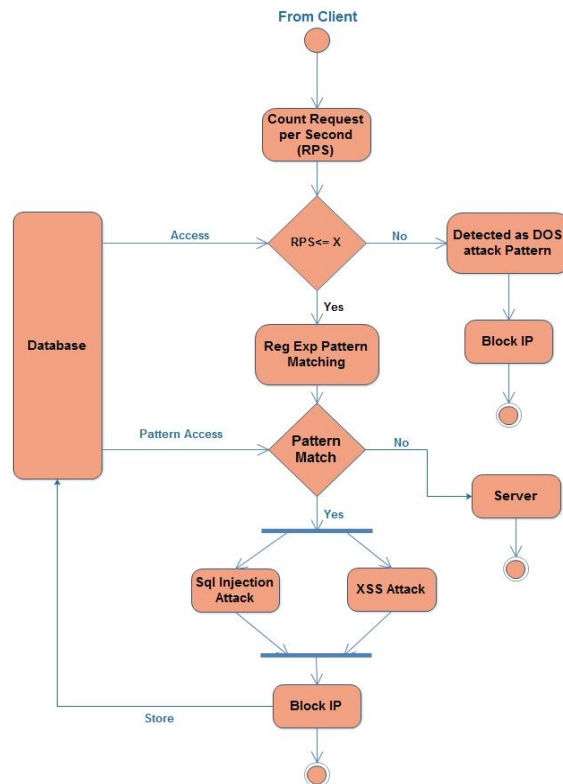 From Client
Count Request
per Second
(RPS)
Access
RPS<= X
No
Detected as DOS
attack Pattern
Yes
Block IP
Database
Reg Exp Pattern
Matching
Pattern Access
Pattern
Match
No
Server
Yes
Sql Injection
Attack
XSS Attack
Block IP
Store